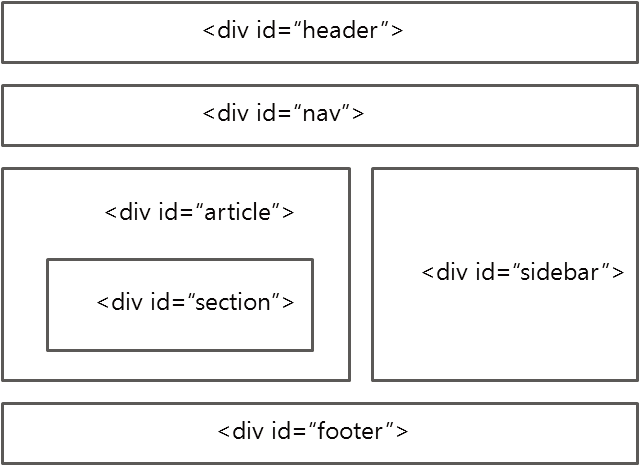 <div id=“header”>
<div id=“nav”>
<div id=“article”>
<div id=“section”>
<div id=“sidebar”>
<div id=“footer”>